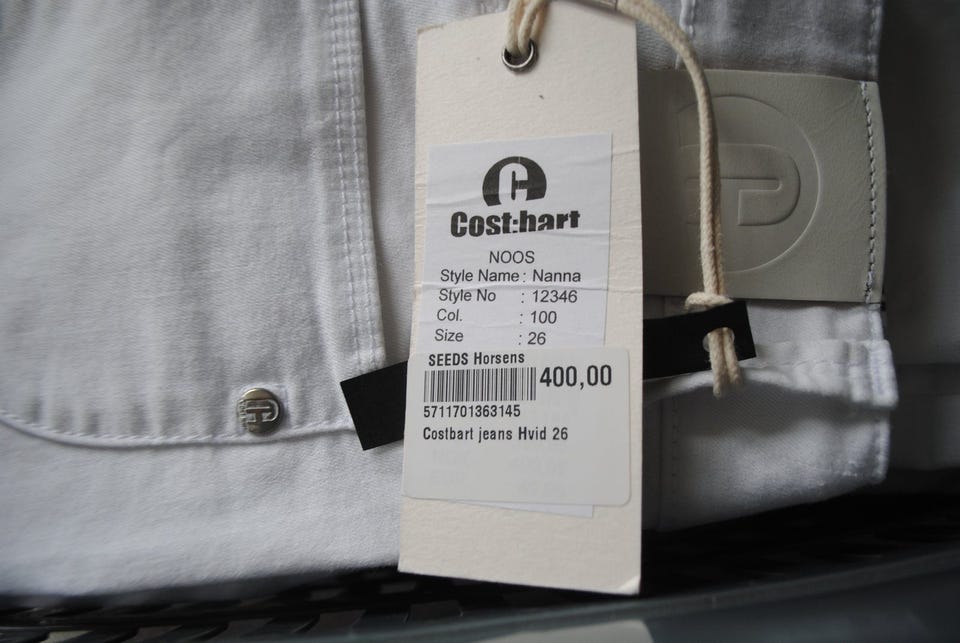 Cost:bart
NOOS
Style Name : Nanna
Style No : 12346
Col. : 100
Size : 26
SEEDS Horsens
400,00
5711701363145
Costbart jeans Hvid 26